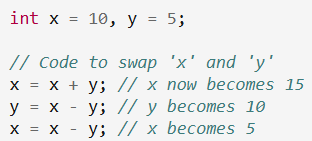 int x = 10, y = 5;
// Code to swap 'x' and 'y'
x = x + y; // x now becomes 15
y = x - y; // y becomes 10
x = x - y; // x becomes 5